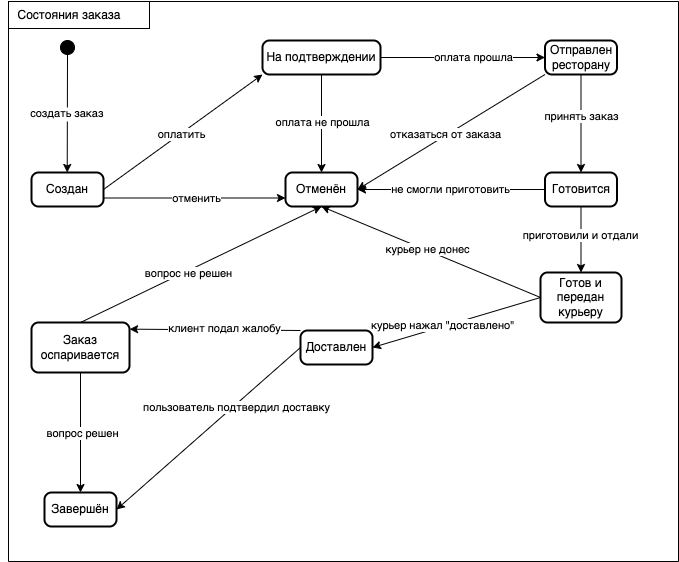 Состояния заказа
На подтверждении
оплата прошла
Отправлен
ресторану
создать заказ
оплатить
оплата не прошла
отказаться от заказа
принять заказ
Создан
отменить
Отменён
не смогли приготовить
Готовится
приготовили и отдали
вопрос не решен
курьер не донес
Готов и
передан
курьеру
Заказ
оспаривается
клиент подал жалобу
курьер нажал "доставлено"
Доставлен
пользователь подтвердил доставку
вопрос решен
Завершён